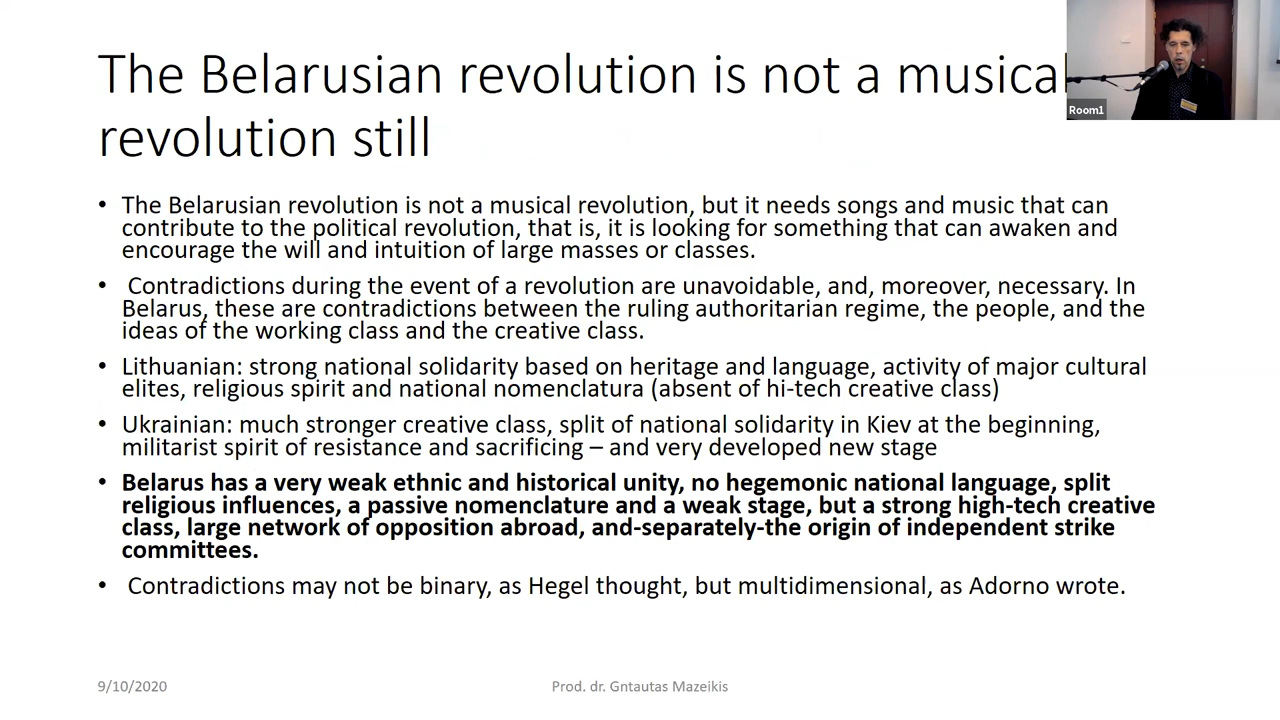 The Belarusian revolution is not a musical
revolution still
Room1
• The Belarusian revolution is not a musical revolution, but it needs songs and music that can
contribute to the political revolution, that is, it is looking for something that can awaken and
encourage the will and intuition of large masses or classes.
• Contradictions during the event of a revolution are unavoidable, and, moreover, necessary. In
Belarus, these are contradictions between the ruling authoritarian regime, the people, and the
ideas of the working class and the creative class.
• Lithuanian: strong national solidarity based on heritage and language, activity of major cultural
elites, religious spirit and national nomenclatura (absent of hi-tech creative class)
• Ukrainian: much stronger creative class, split of national solidarity in Kiev at the beginning,
militarist spirit of resistance and sacrificing – and very developed new stage
• Belarus has a very weak ethnic and historical unity, no hegemonic national language, split
religious influences, a passive nomenclature and a weak stage, but a strong high-tech creative
class, large network of opposition abroad, and-separately-the origin of independent strike
committees.
• Contradictions may not be binary, as Hegel thought, but multidimensional, as Adorno wrote.
9/10/2020
Prod. dr. Gntautas Mazeikis